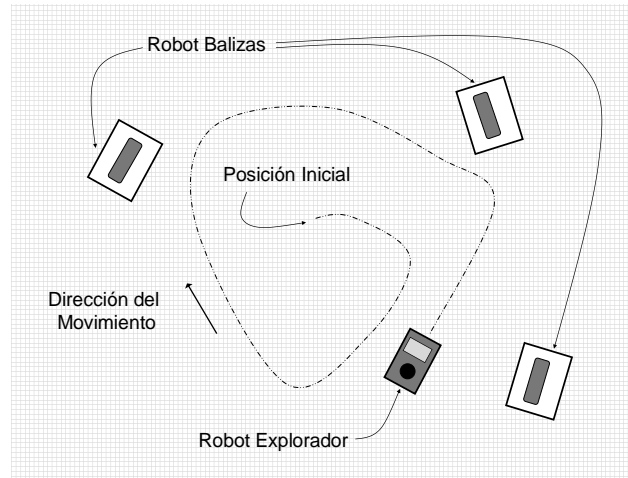 Robot Balizas
Posición Inicial
Dirección del
Movimiento
Robot Explorador